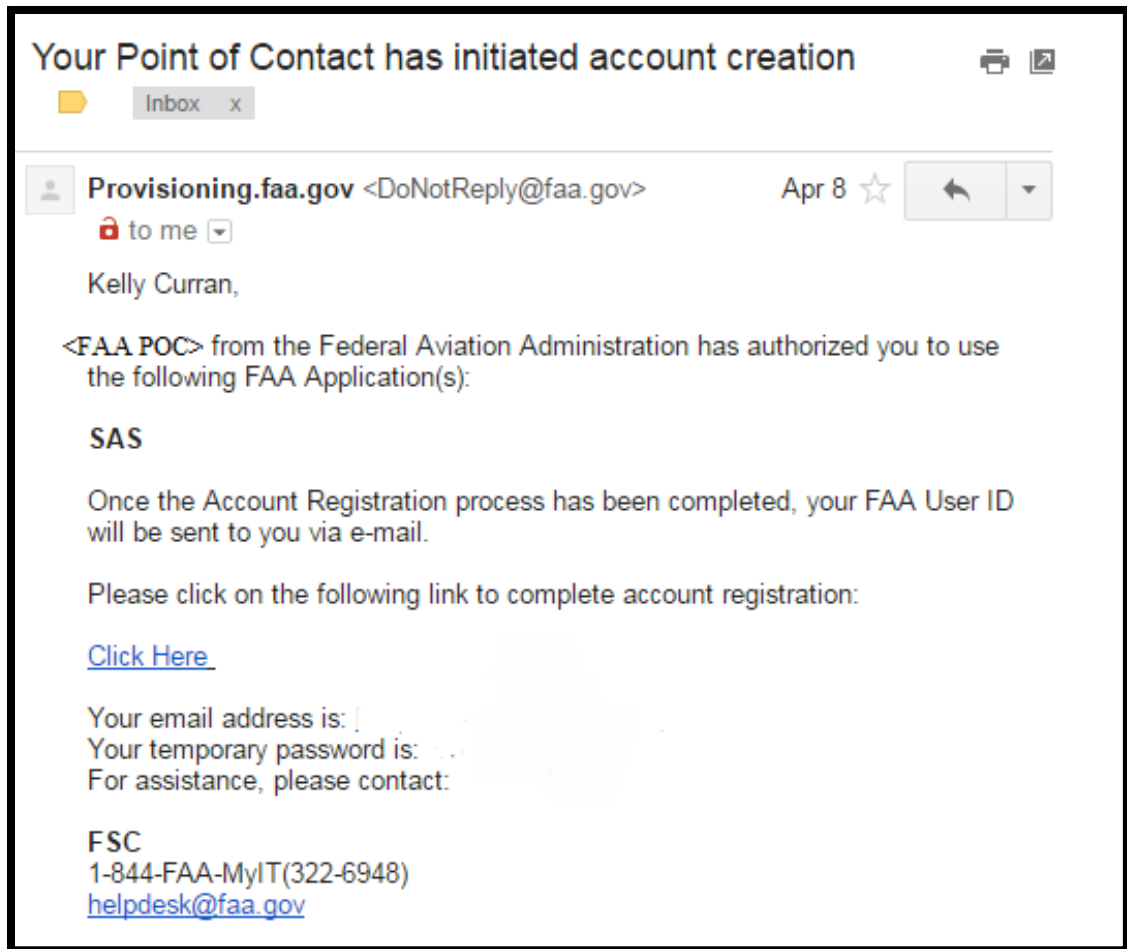 Your Point of Contact has initiated account creation
Inbox x
Provisioning.faa.gov <DoNotReply@faa.gov> Apr 8
to me
Kelly Curran,
<FAA POC> from the Federal Aviation Administration has authorized you to use
the following FAA Application(s):
SAS
Once the Account Registration process has been completed, your FAA User ID
will be sent to you via e-mail.
Please click on the following link to complete account registration:
Click Here
Your email address is:
Your temporary password is:
For assistance, please contact:
FSC
1-844-FAA-MyIT(322-6948)
helpdesk@faa.gov